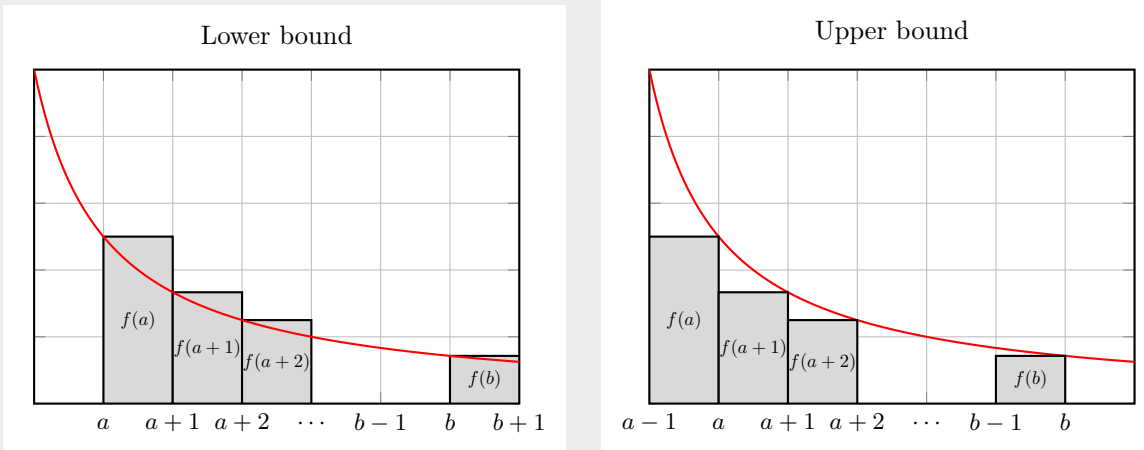 Lower bound
f(a)
f(a + 1)
f(a + 2)
f(b)
a a + 1 a + 2 ⋯ b − 1 b b + 1
Upper bound
f(a)
f(a + 1)
f(a + 2)
f(b)
a − 1 a a + 1 a + 2 ⋯ b − 1 b